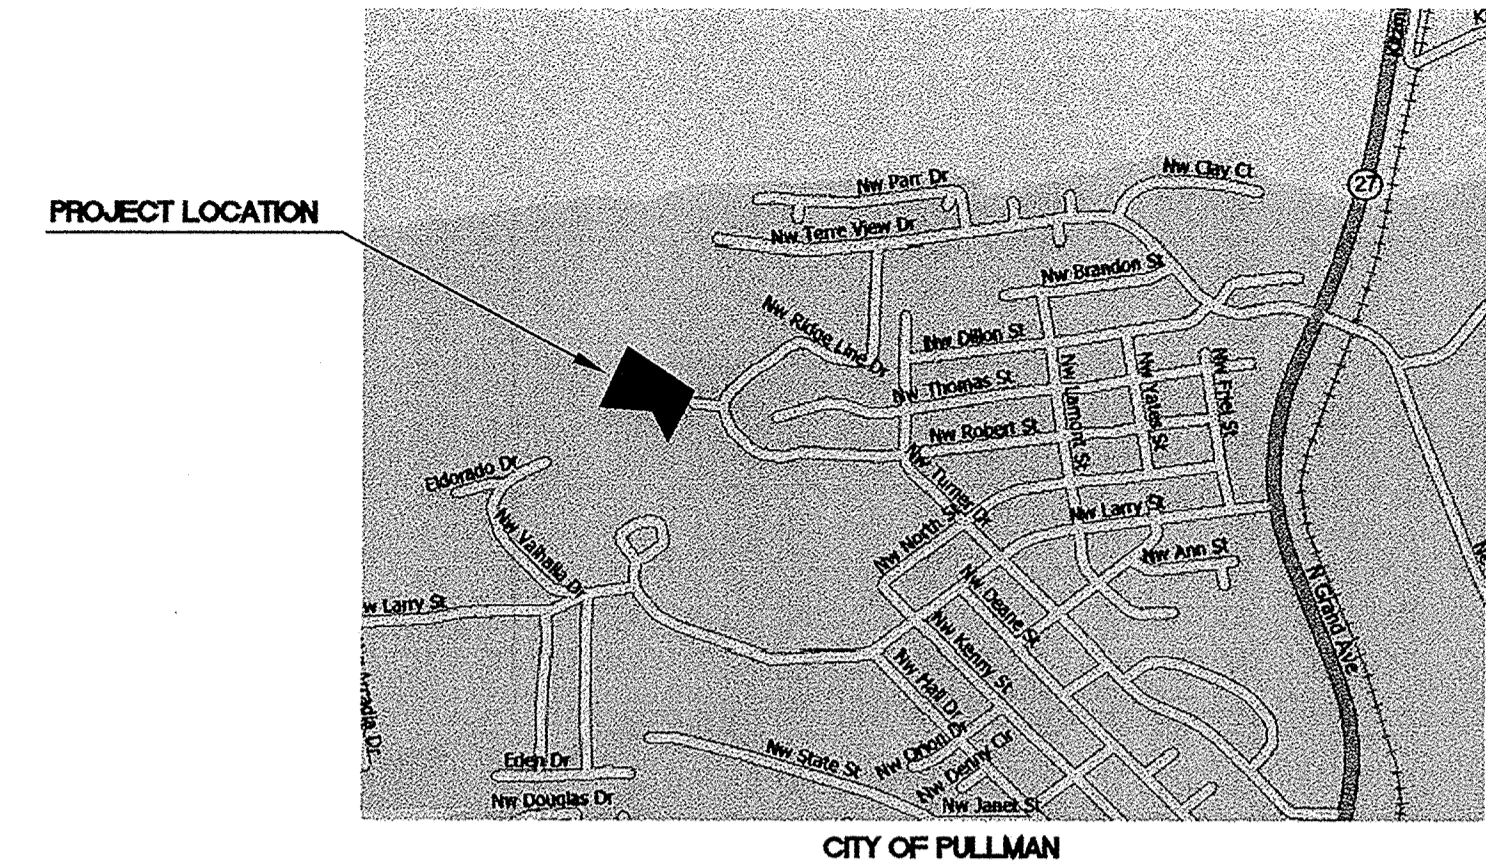 Nw Parr Dr
Nw Clay Ct
27
PROJECT LOCATION
Nw Terre View Dr
Nw Brandon St
Nw Ridge Line Dr
Nw Dillon St
Nw Thomas St
Nw Lamont St
Nw Yates St
Nw Friel St
Nw Robert St
Eldorado Dr
Nw Turner Dr
Nw North St
Nw Larry St
Nw Valhalla Dr
Nw Ann St
w Larry St
Nw Deane St
N Grand Ave
Nw Kenny St
Nw Hall Dr
Nw Orion Dr
Nw State St
Eden Dr
Nw Denny Cir
Nw Douglas Dr
Nw Janet St
CITY OF PULLMAN